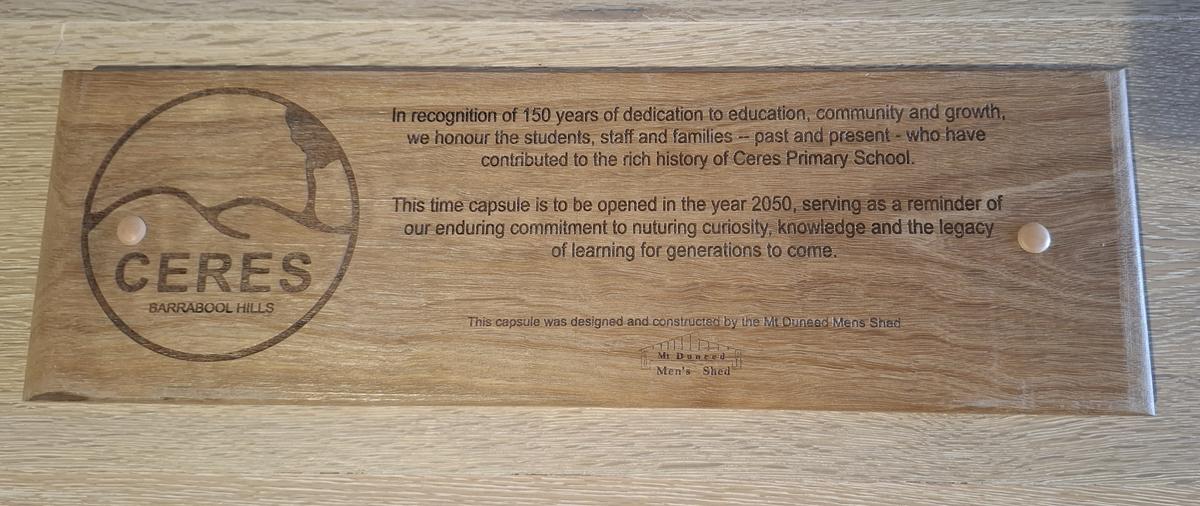 In recognition of 150 years of dedication to education, community and growth,
we honour the students, staff and families -- past and present - who have
contributed to the rich history of Ceres Primary School.
This time capsule is to be opened in the year 2050, serving as a reminder of
our enduring commitment to nuturing curiosity, knowledge and the legacy
of learning for generations to come.
CERES
BARRABOOL HILLS
This capsule was designed and constructed by the Mt Duneed Mens Shed
Mt Duneed
Men's Shed